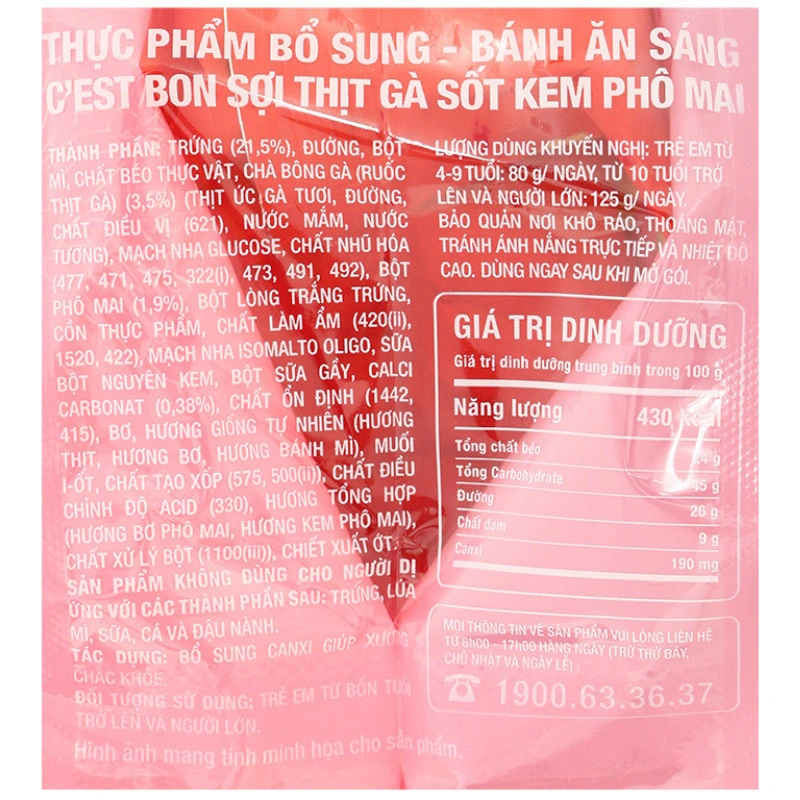 THỰC PHẨM BỔ SUNG - BÁNH ĂN SÁNG
C'EST BON SỢI THỊT GÀ SỐT KEM PHÔ MAI
THÀNH PHẦN: TRỨNG (21,5%), ĐƯỜNG, BỘT
MÌ, CHẤT BÉO THỰC VẬT, CHÀ BÔNG GÀ (RUỐC
THỊT GÀ) (3,5%) (THỊT ỨC GÀ TƯƠI, ĐƯỜNG,
CHẤT ĐIỀU VỊ (621), NƯỚC MẮM, NƯỚC
TƯƠNG), MẠCH NHA GLUCOSE, CHẤT NHŨ HÓA
(477, 471, 475, 322(i), 473, 491, 492), BỘT
PHÔ MAI (1,9%), BỘT LÒNG TRẮNG TRỨNG,
CỒN THỰC PHẨM, CHẤT LÀM ẨM (420(ii),
1520, 422), MẠCH NHA ISOMALTO OLIGO, SỮA
BỘT NGUYÊN KEM, BỘT SỮA GẦY, CALCI
CARBONAT (0,38%), CHẤT ỔN ĐỊNH (1442,
415), BƠ, HƯƠNG GIỐNG TỰ NHIÊN (HƯƠNG
THỊT, HƯƠNG BƠ, HƯƠNG BÁNH MÌ), MUỐI
I-ỐT, CHẤT TẠO XỐP (575, 500(ii)), CHẤT ĐIỀU
CHỈNH ĐỘ ACID (330), HƯƠNG TỔNG HỢP
(HƯƠNG BƠ PHÔ MAI, HƯƠNG KEM PHÔ MAI),
CHẤT XỬ LÝ BỘT (1100(iii)), CHIẾT XUẤT ỚT.
SẢN PHẨM KHÔNG DÙNG CHO NGƯỜI DỊ
ỨNG VỚI CÁC THÀNH PHẦN SAU: TRỨNG, LÚA
MÌ, SỮA, CÁ VÀ ĐẬU NÀNH.
TÁC DỤNG: BỔ SUNG CANXI GIÚP XƯƠNG
CHẮC KHỎE.
ĐỐI TƯỢNG SỬ DỤNG: TRẺ EM TỪ BỐN TUỔI
TRỞ LÊN VÀ NGƯỜI LỚN.
Hình ảnh mang tính minh họa cho sản phẩm.
LƯỢNG DÙNG KHUYẾN NGHỊ: TRẺ EM TỪ
4-9 TUỔI: 80 g/ NGÀY, TỪ 10 TUỔI TRỞ
LÊN VÀ NGƯỜI LỚN: 125 g/ NGÀY.
BẢO QUẢN NƠI KHÔ RÁO, THOÁNG MÁT,
TRÁNH ÁNH NẮNG TRỰC TIẾP VÀ NHIỆT ĐỘ
CAO. DÙNG NGAY SAU KHI MỞ GÓI.
GIÁ TRỊ DINH DƯỠNG
Giá trị dinh dưỡng trung bình trong 100 g
Năng lượng 430 kcal
Tổng chất béo 24 g
Tổng Carbohydrate 45 g
Đường 26 g
Chất đạm 9 g
Canxi 190 mg
MỌI THÔNG TIN VỀ SẢN PHẨM VUI LÒNG LIÊN HỆ
TỪ 8h00 - 17h00 HÀNG NGÀY (TRỪ THỨ BẢY,
CHỦ NHẬT VÀ NGÀY LỄ) :
1900.63.36.37